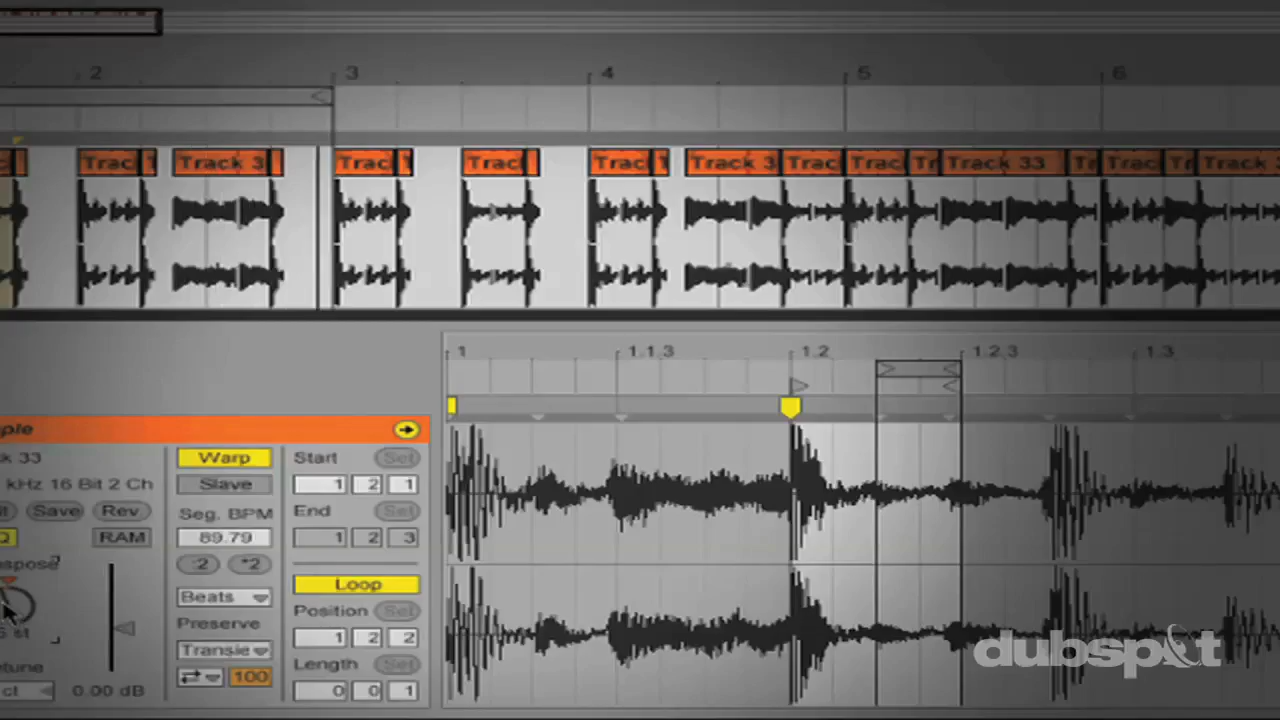 2 3 4 5 6
Trac Track 3 Trac Trac Trac Track 3 Trac Trac Tr Track 33 Tr Trac Tr Track
1 1.1.3 1.2 1.2.3 1.3
ple
k 33
kHz 16 Bit 2 Ch
Save Rev
RAM
spose
st
etune
ct 0.00 dB
Warp
Slave
Seg. BPM
89.79
:2 *2
Beats
Preserve
Transie
100
Start Set
1 2 1
End Set
1 2 3
Loop
Position Set
1 2 2
Length Set
0 0 1
dubspot